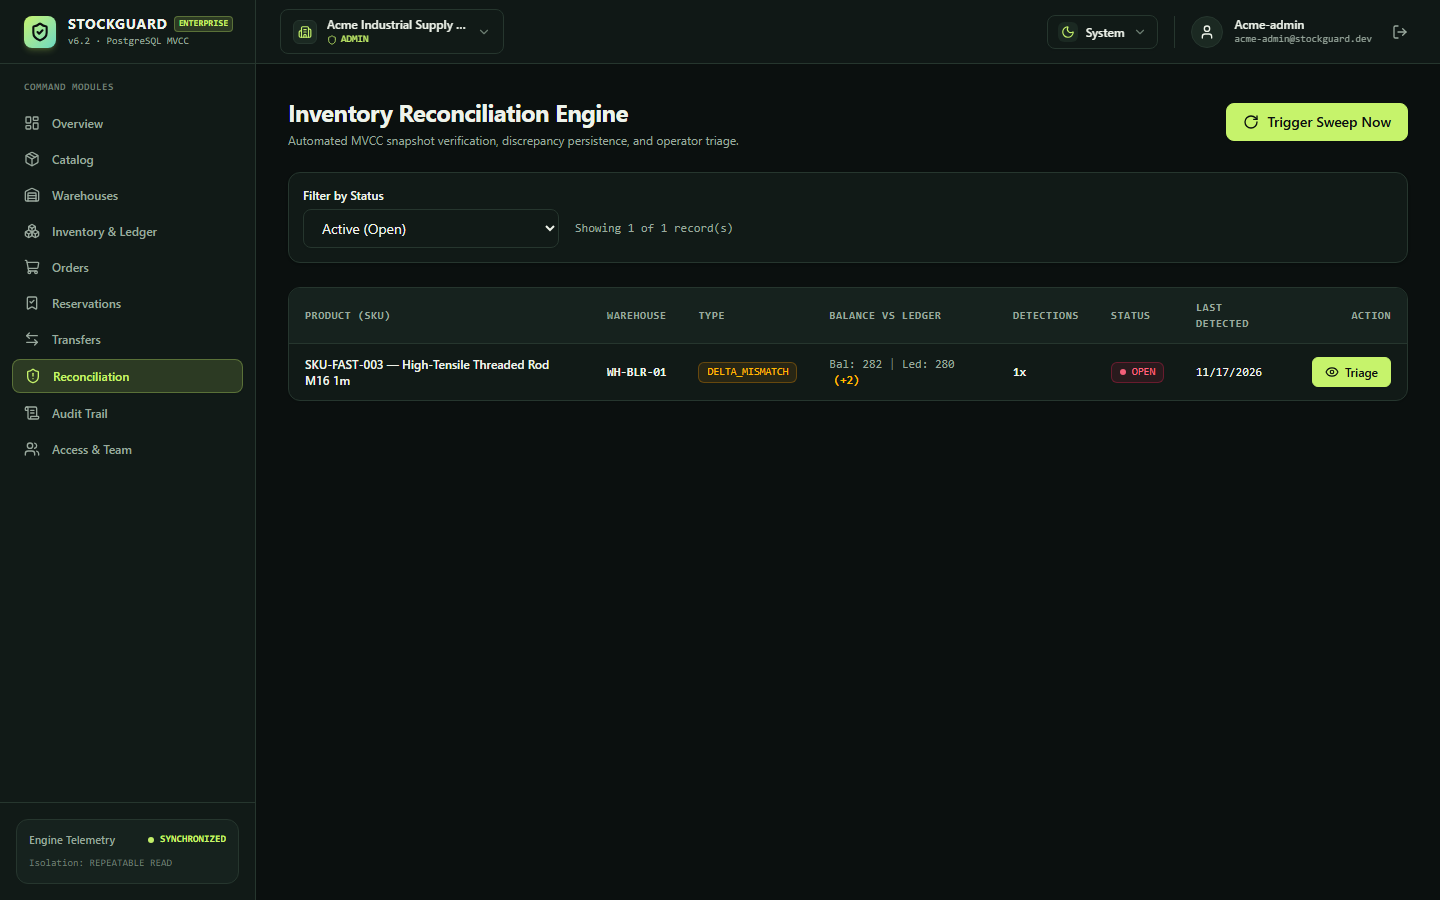 STOCKGUARD ENTERPRISE
v6.2 · PostgreSQL MVCC
Acme Industrial Supply ...
ADMIN
System
Acme-admin
acme-admin@stockguard.dev
COMMAND MODULES
Overview
Catalog
Warehouses
Inventory & Ledger
Orders
Reservations
Transfers
Reconciliation
Audit Trail
Access & Team
Engine Telemetry SYNCHRONIZED
Isolation: REPEATABLE READ
Inventory Reconciliation Engine
Automated MVCC snapshot verification, discrepancy persistence, and operator triage.
Trigger Sweep Now
Filter by Status
Active (Open)
Showing 1 of 1 record(s)
PRODUCT (SKU) WAREHOUSE TYPE BALANCE VS LEDGER DETECTIONS STATUS LAST DETECTED ACTION
SKU-FAST-003 — High-Tensile Threaded Rod
M16 1m
WH-BLR-01
DELTA_MISMATCH
Bal: 282 | Led: 280
(+2)
1x
OPEN
11/17/2026
Triage